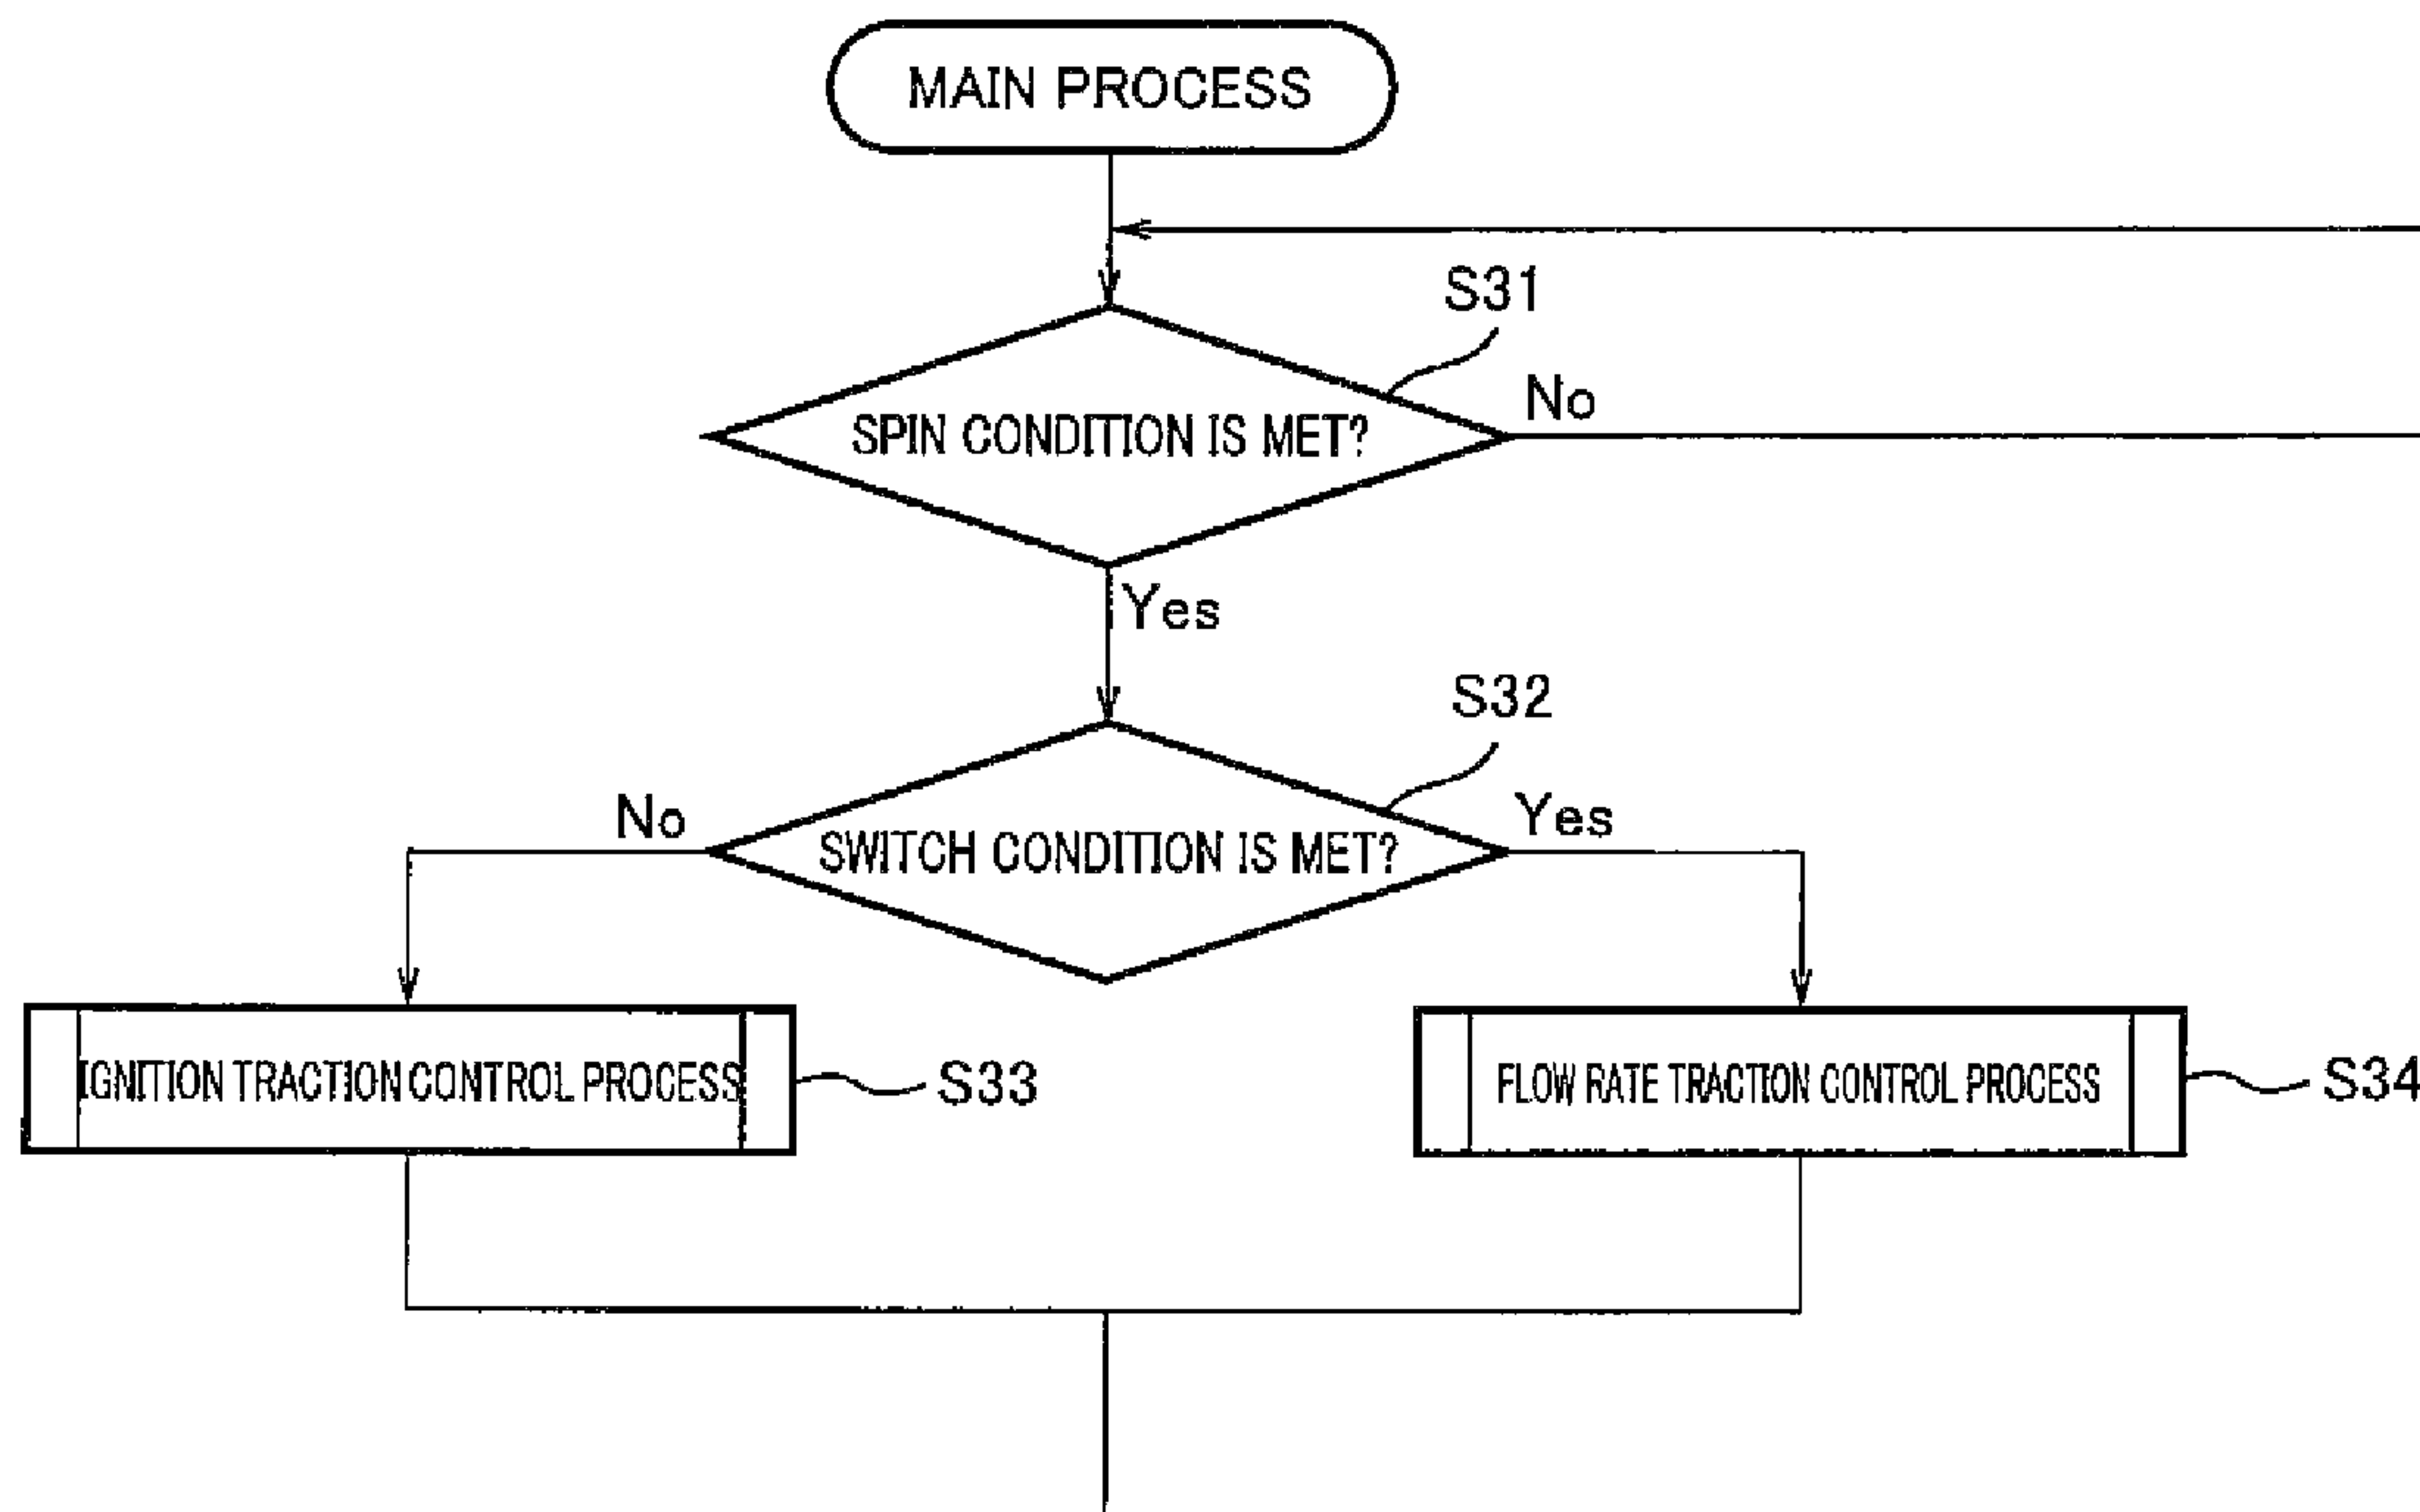 MAIN PROCESS
S31
SPIN CONDITION IS MET?
No
Yes
S32
No
SWITCH CONDITION IS MET?
Yes
IGNITION TRACTION CONTROL PROCESS
S33
FLOW RATE TRACTION CONTROL PROCESS
S34